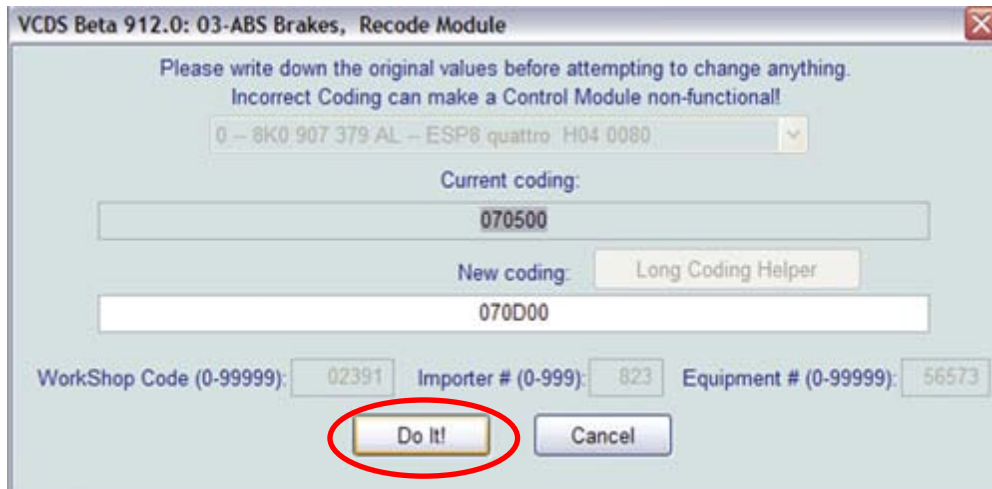 VCDS Beta 912.0: 03-ABS Brakes, Recode Module
Please write down the original values before attempting to change anything.
Incorrect Coding can make a Control Module non-functional!
0 -- 8K0 907 379 AL -- ESP8 quattro H04 0080
Current coding:
070500
New coding: Long Coding Helper
070D00
WorkShop Code (0-99999): 02391 Importer # (0-999): 823 Equipment # (0-99999): 56573
Do It! Cancel